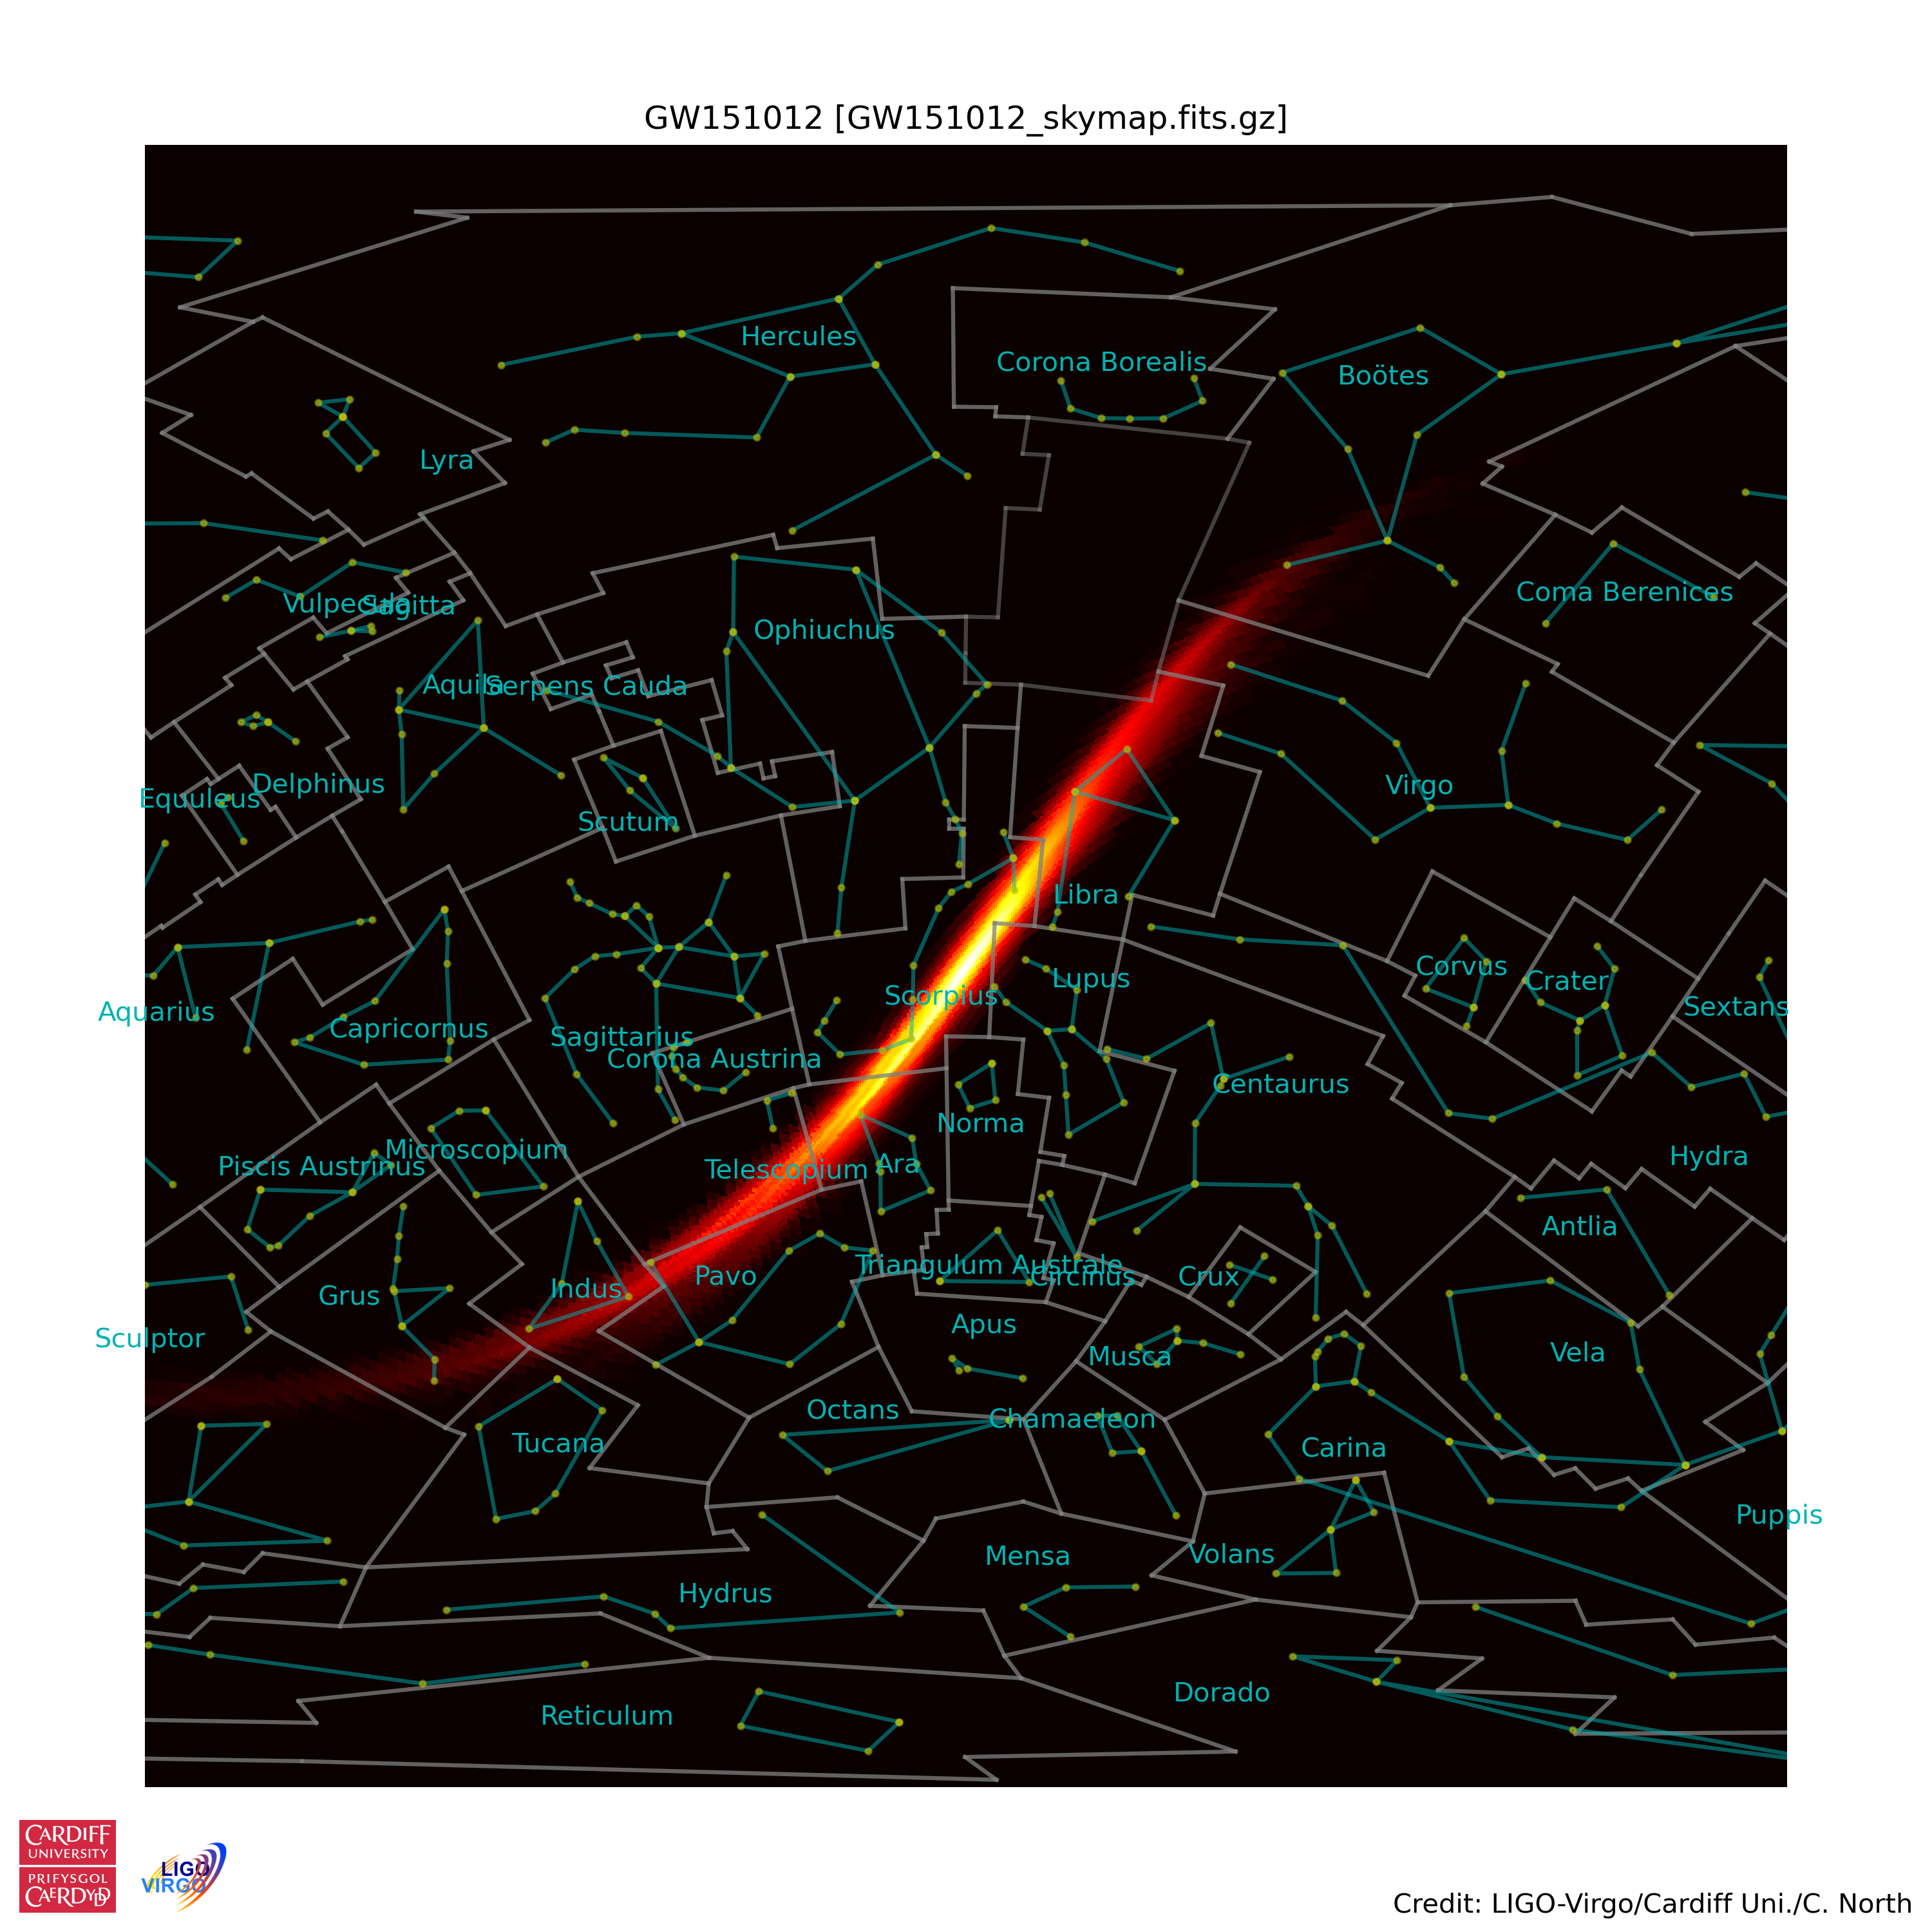 GW151012 [GW151012_skymap.fits.gz]
Hercules
Corona Borealis
Boötes
Lyra
Vulpecula
Sagitta
Coma Berenices
Ophiuchus
Aquila
Serpens Cauda
Equuleus
Delphinus
Virgo
Scutum
Libra
Corvus
Crater
Sextans
Lupus
Scorpius
Aquarius
Capricornus
Sagittarius
Corona Austrina
Centaurus
Norma
Microscopium
Piscis Austrinus
Telescopium
Ara
Hydra
Antlia
Triangulum Australe
Circinus
Crux
Pavo
Indus
Grus
Sculptor
Apus
Musca
Vela
Octans
Chamaeleon
Tucana
Carina
Puppis
Mensa
Volans
Hydrus
Dorado
Reticulum
CARDIFF
UNIVERSITY
PRIFYSGOL
CAERDYDD
LIGO
VIRGO
Credit: LIGO-Virgo/Cardiff Uni./C. North